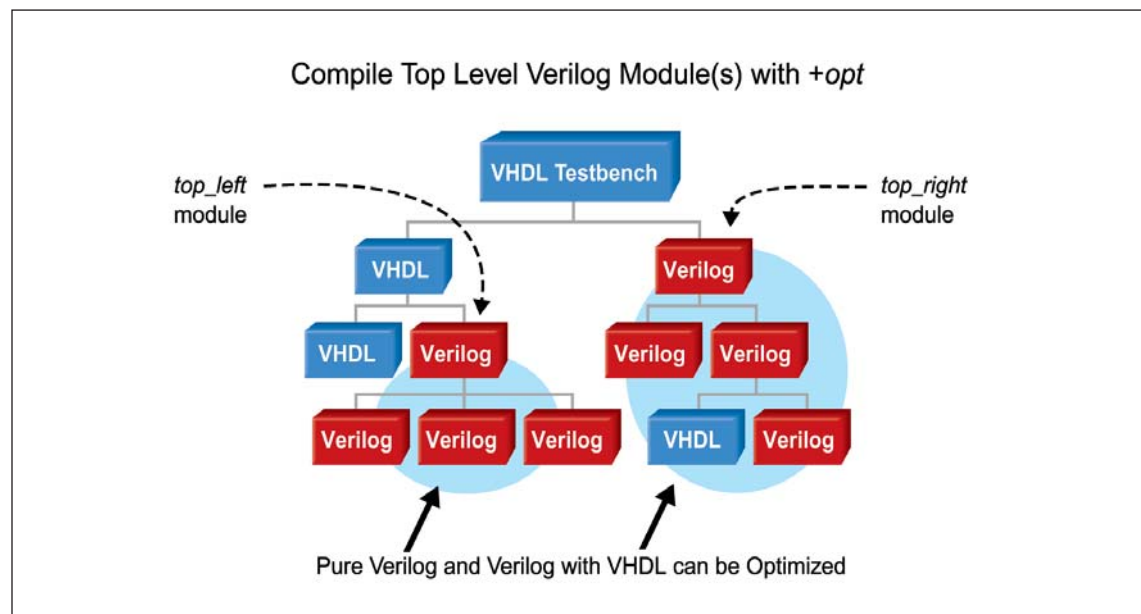 Compile Top Level Verilog Module(s) with +opt
VHDL Testbench
top_left
module
top_right
module
VHDL
Verilog
VHDL
Verilog
Verilog
Verilog
Verilog
Verilog
Verilog
VHDL
Verilog
Pure Verilog and Verilog with VHDL can be Optimized